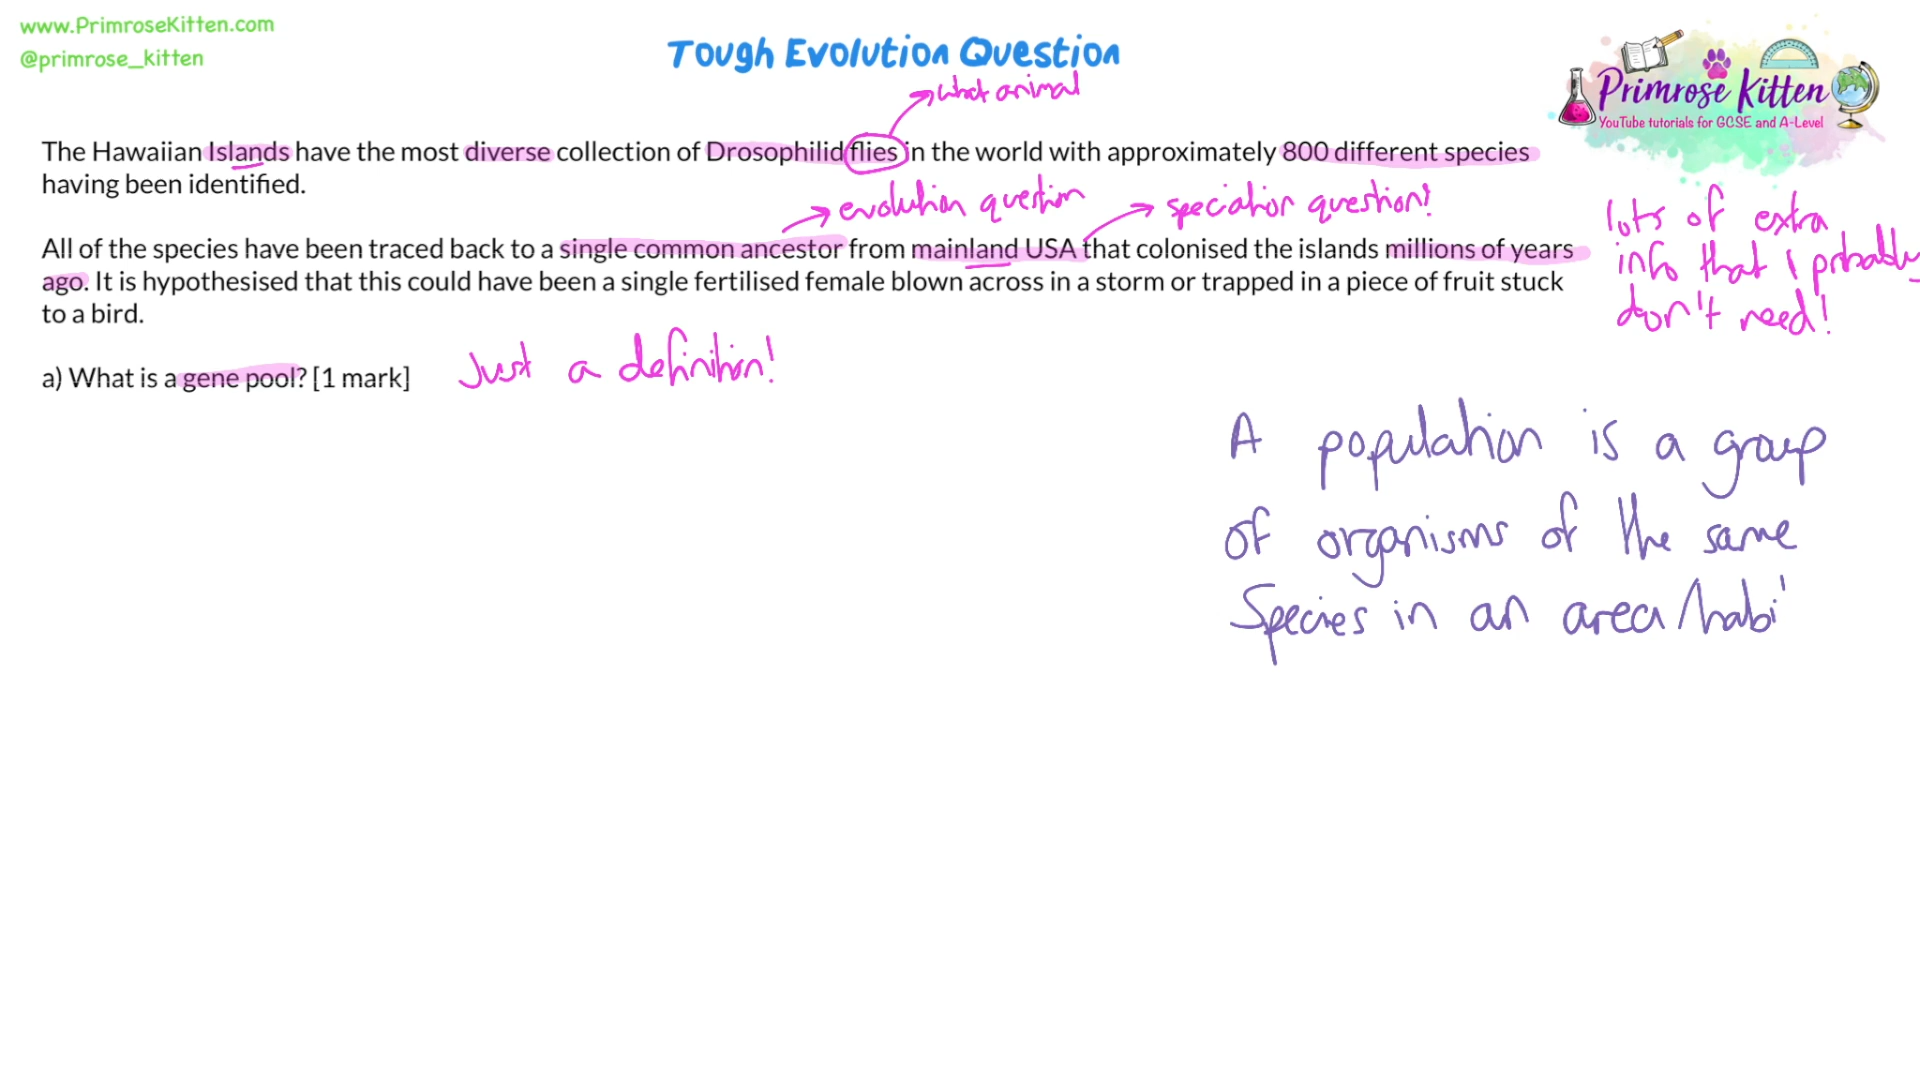 www.PrimroseKitten.com
@primrose_kitten
Tough Evolution Question
Primrose Kitten
YouTube tutorials for GCSE and A-Level
what animal
The Hawaiian Islands have the most diverse collection of Drosophilid flies in the world with approximately 800 different species
having been identified.
evolution question
speciation question!
lots of extra
info that I probably
don't need!
All of the species have been traced back to a single common ancestor from mainland USA that colonised the islands millions of years
ago. It is hypothesised that this could have been a single fertilised female blown across in a storm or trapped in a piece of fruit stuck
to a bird.
a) What is a gene pool? [1 mark]
Just a definition!
A population is a group
of organisms of the same
Species in an area/habi